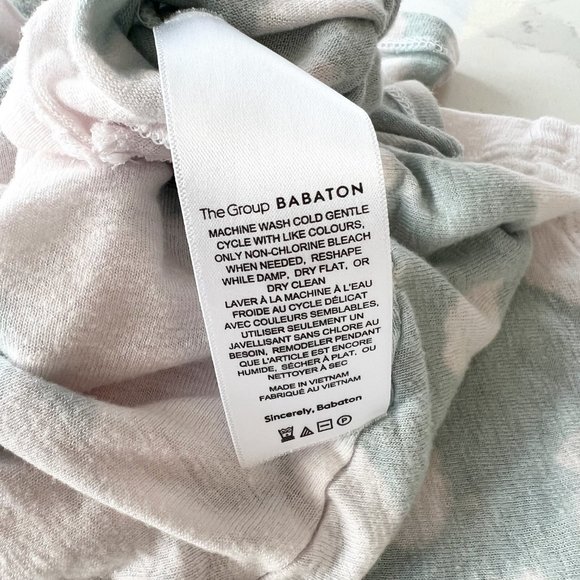 The Group BABATON
MACHINE WASH COLD GENTLE
CYCLE WITH LIKE COLOURS,
ONLY NON-CHLORINE BLEACH
WHEN NEEDED, RESHAPE
WHILE DAMP, DRY FLAT, OR
DRY CLEAN
LAVER À LA MACHINE À L'EAU
FROIDE AU CYCLE DÉLICAT
AVEC COULEURS SEMBLABLES,
UTILISER SEULEMENT UN
JAVELLISANT SANS CHLORE AU
BESOIN, REMODELER PENDANT
QUE L'ARTICLE EST ENCORE
HUMIDE, SÉCHER À PLAT. OU
NETTOYER À SEC
MADE IN VIETNAM
FABRIQUÉ AU VIETNAM
Sincerely, Babaton
P